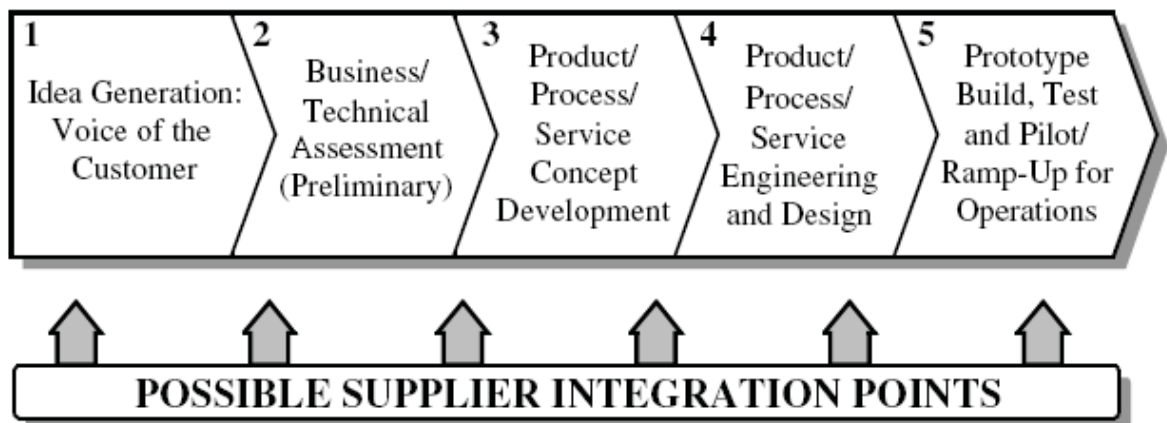 1
Idea Generation:
Voice of the
Customer
2
Business/
Technical
Assessment
(Preliminary)
3
Product/
Process/
Service
Concept
Development
4
Product/
Process/
Service
Engineering
and Design
5
Prototype
Build, Test
and Pilot/
Ramp-Up for
Operations
POSSIBLE SUPPLIER INTEGRATION POINTS